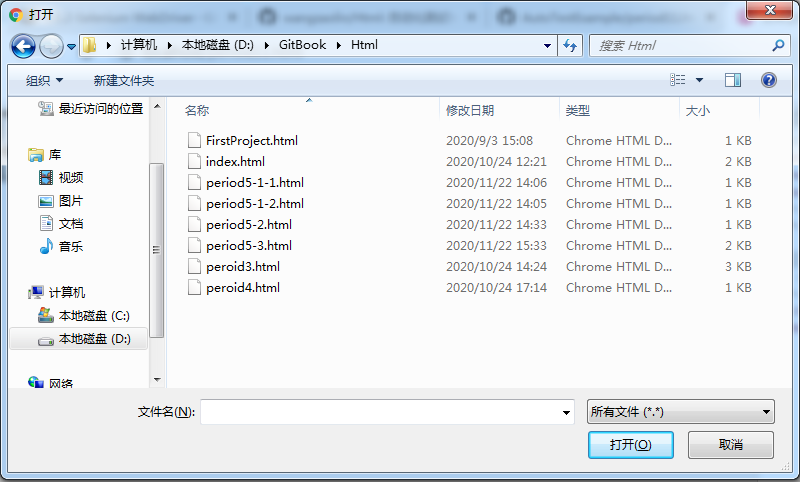 打开
计算机 本地磁盘 (D:) GitBook Html
搜索 Html
组织 新建文件夹
最近访问的位置
库
视频
图片
文档
音乐
计算机
本地磁盘 (C:)
本地磁盘 (D:)
网络
名称 修改日期 类型 大小
FirstProject.html 2020/9/3 15:08 Chrome HTML D... 1 KB
index.html 2020/10/24 12:21 Chrome HTML D... 2 KB
period5-1-1.html 2020/11/22 14:06 Chrome HTML D... 1 KB
period5-1-2.html 2020/11/22 14:05 Chrome HTML D... 1 KB
period5-2.html 2020/11/22 14:33 Chrome HTML D... 1 KB
period5-3.html 2020/11/22 15:33 Chrome HTML D... 2 KB
peroid3.html 2020/10/24 14:24 Chrome HTML D... 3 KB
peroid4.html 2020/10/24 17:14 Chrome HTML D... 1 KB
文件名(N): 所有文件 (*.*)
打开(O) 取消